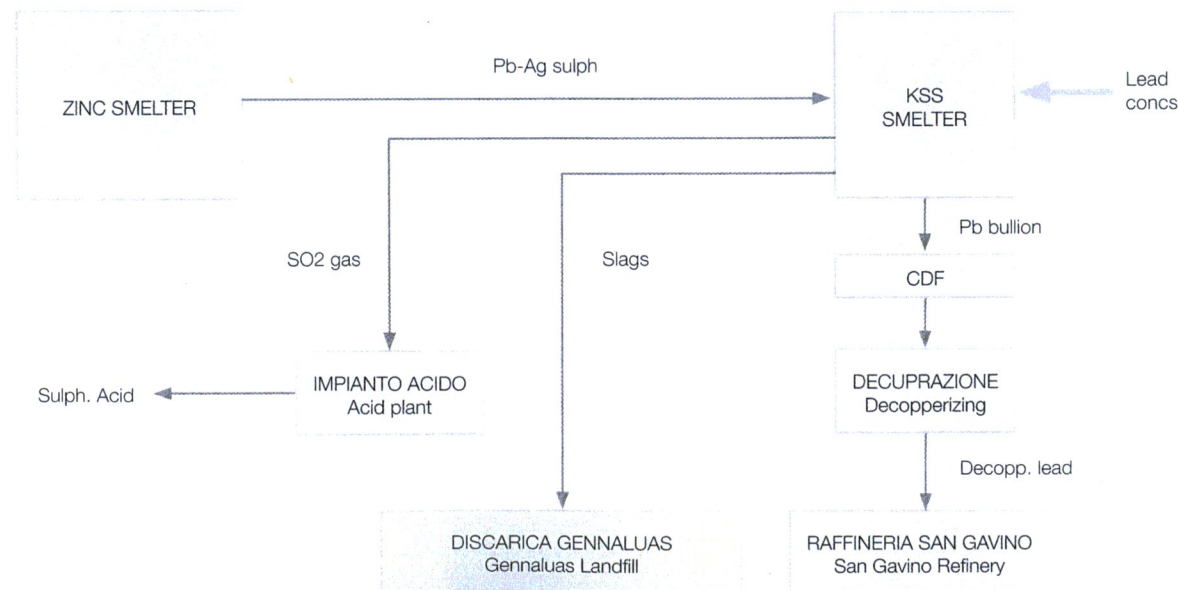 Pb-Ag sulph
ZINC SMELTER
KSS
SMELTER
Lead
concs
Pb bullion
SO2 gas
Slags
CDF
Sulph. Acid
IMPIANTO ACIDO
Acid plant
DECUPRAZIONE
Decopperizing
Decopp. lead
DISCARICA GENNALUAS
Gennaluas Landfill
RAFFINERIA SAN GAVINO
San Gavino Refinery